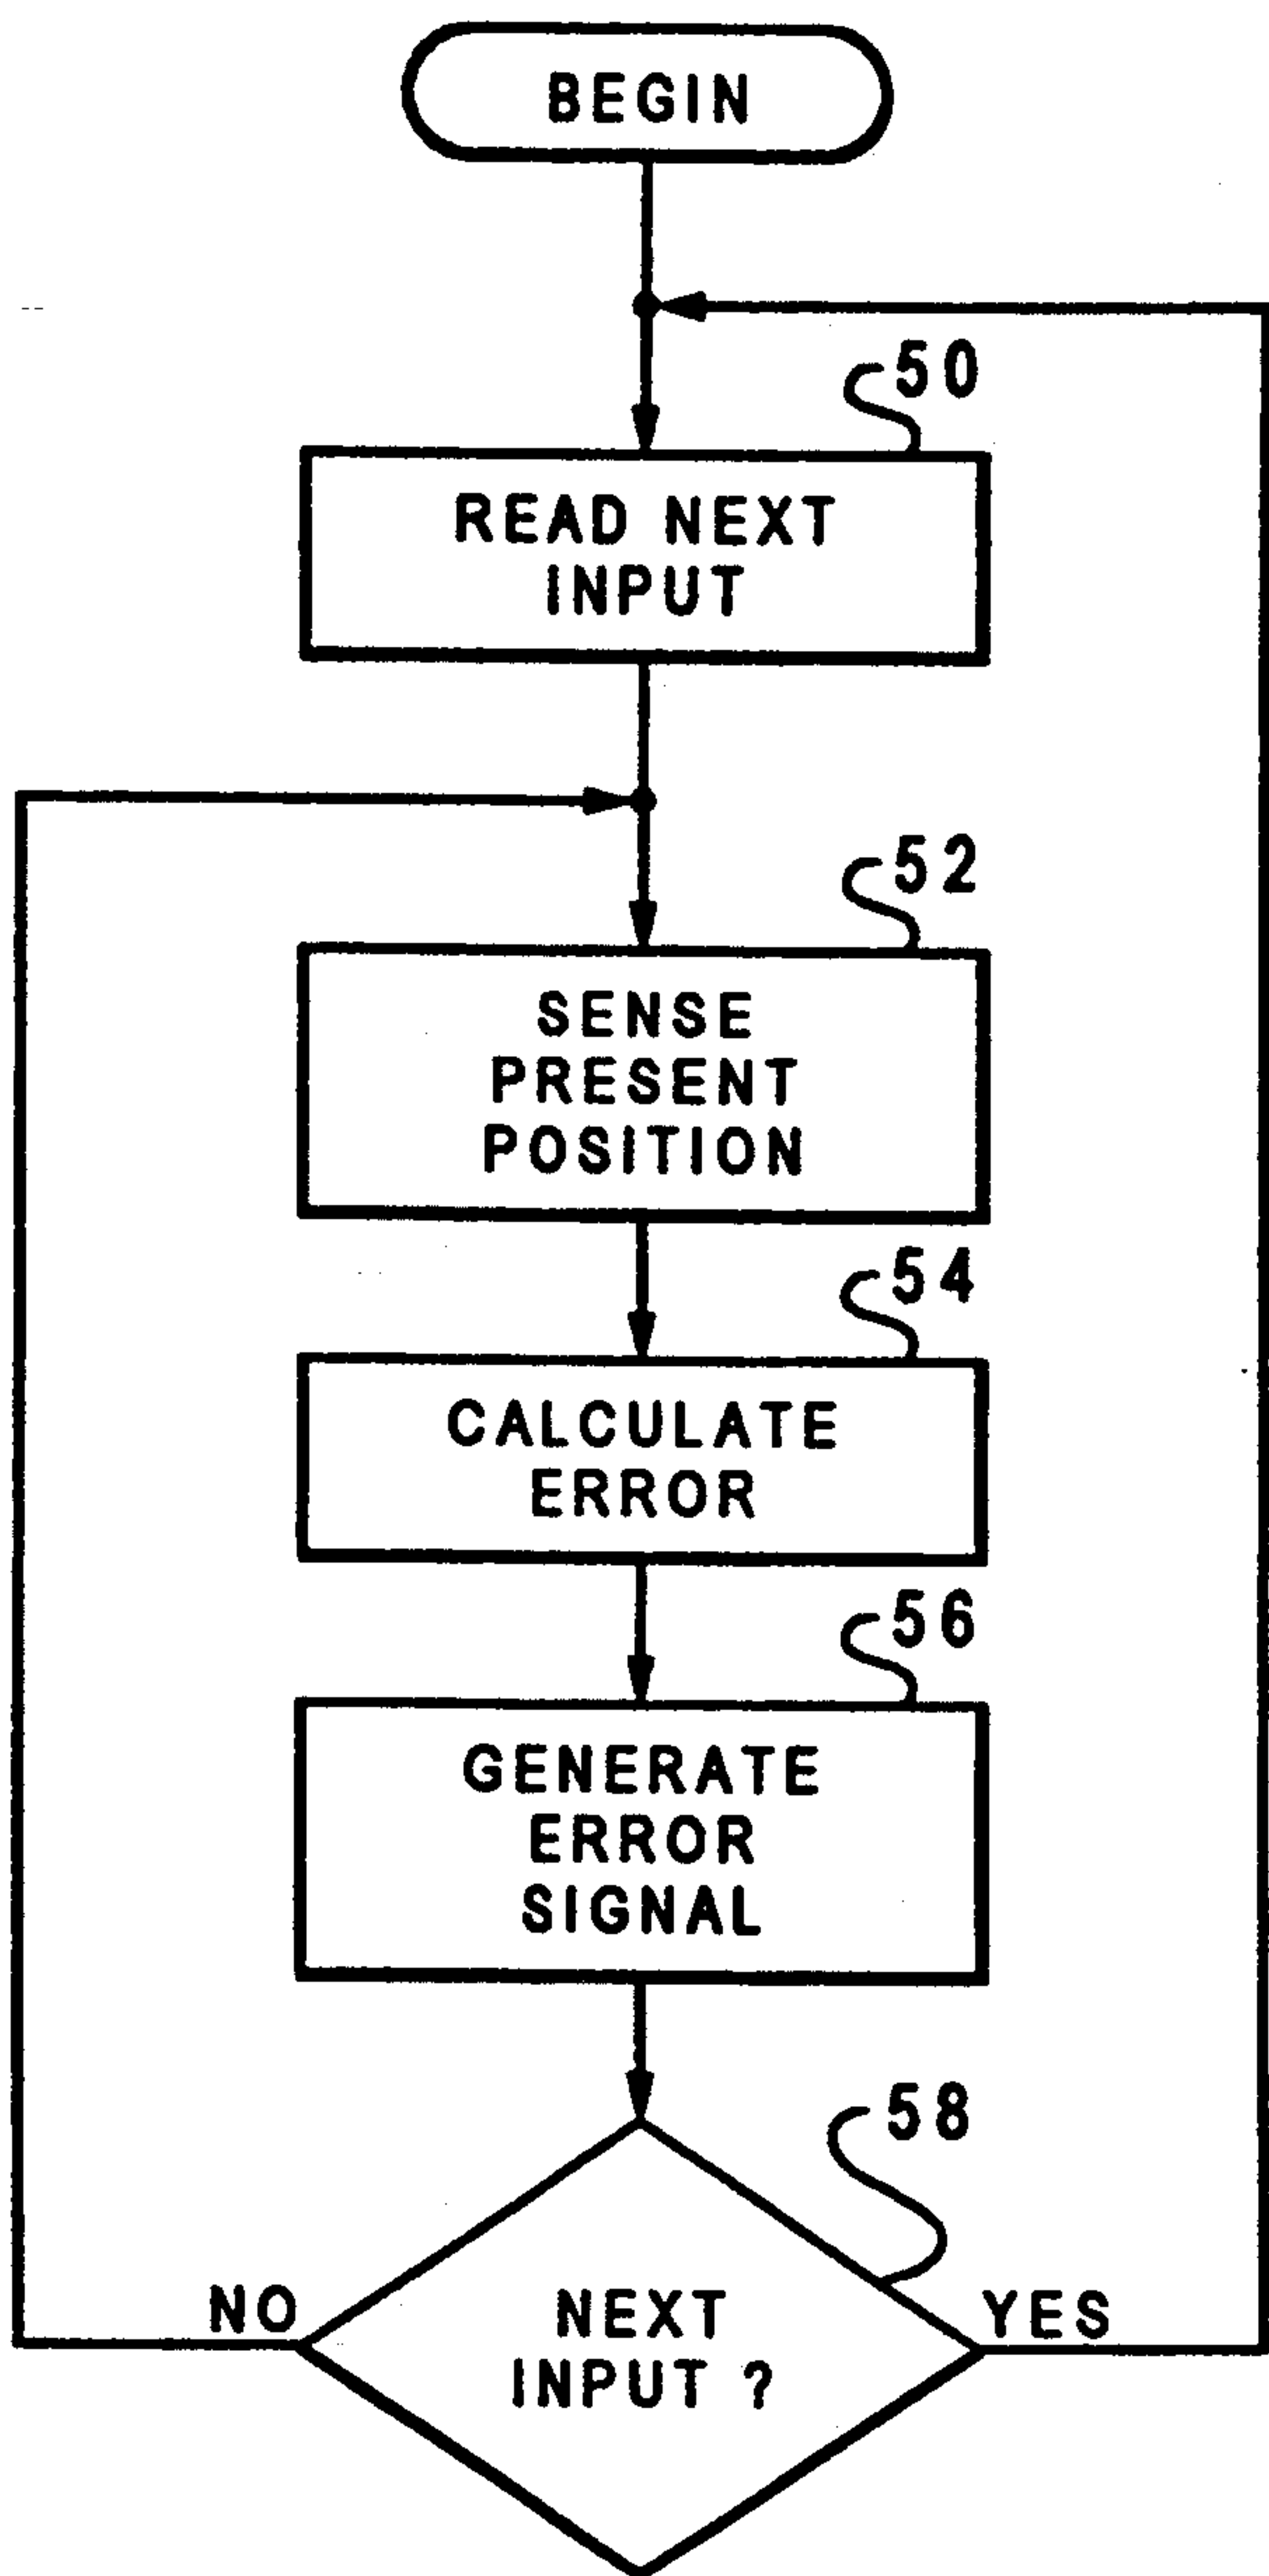 BEGIN
50
READ NEXT
INPUT
52
SENSE
PRESENT
POSITION
54
CALCULATE
ERROR
56
GENERATE
ERROR
SIGNAL
58
NO
NEXT
INPUT ?
YES